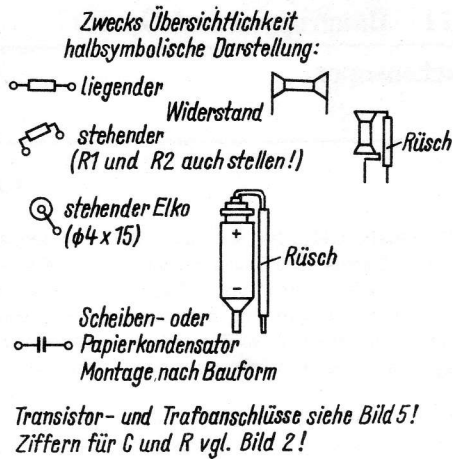 Zwecks Übersichtlichkeit
halbsymbolische Darstellung:
liegender
Widerstand
stehender
(R1 und R2 auch stellen!)
Rüsch
stehender Elko
(ϕ4 x 15)
+
Rüsch
−
Scheiben- oder
Papierkondensator
Montage nach Bauform
Transistor- und Trafoanschlüsse siehe Bild 5!
Ziffern für C und R vgl. Bild 2!